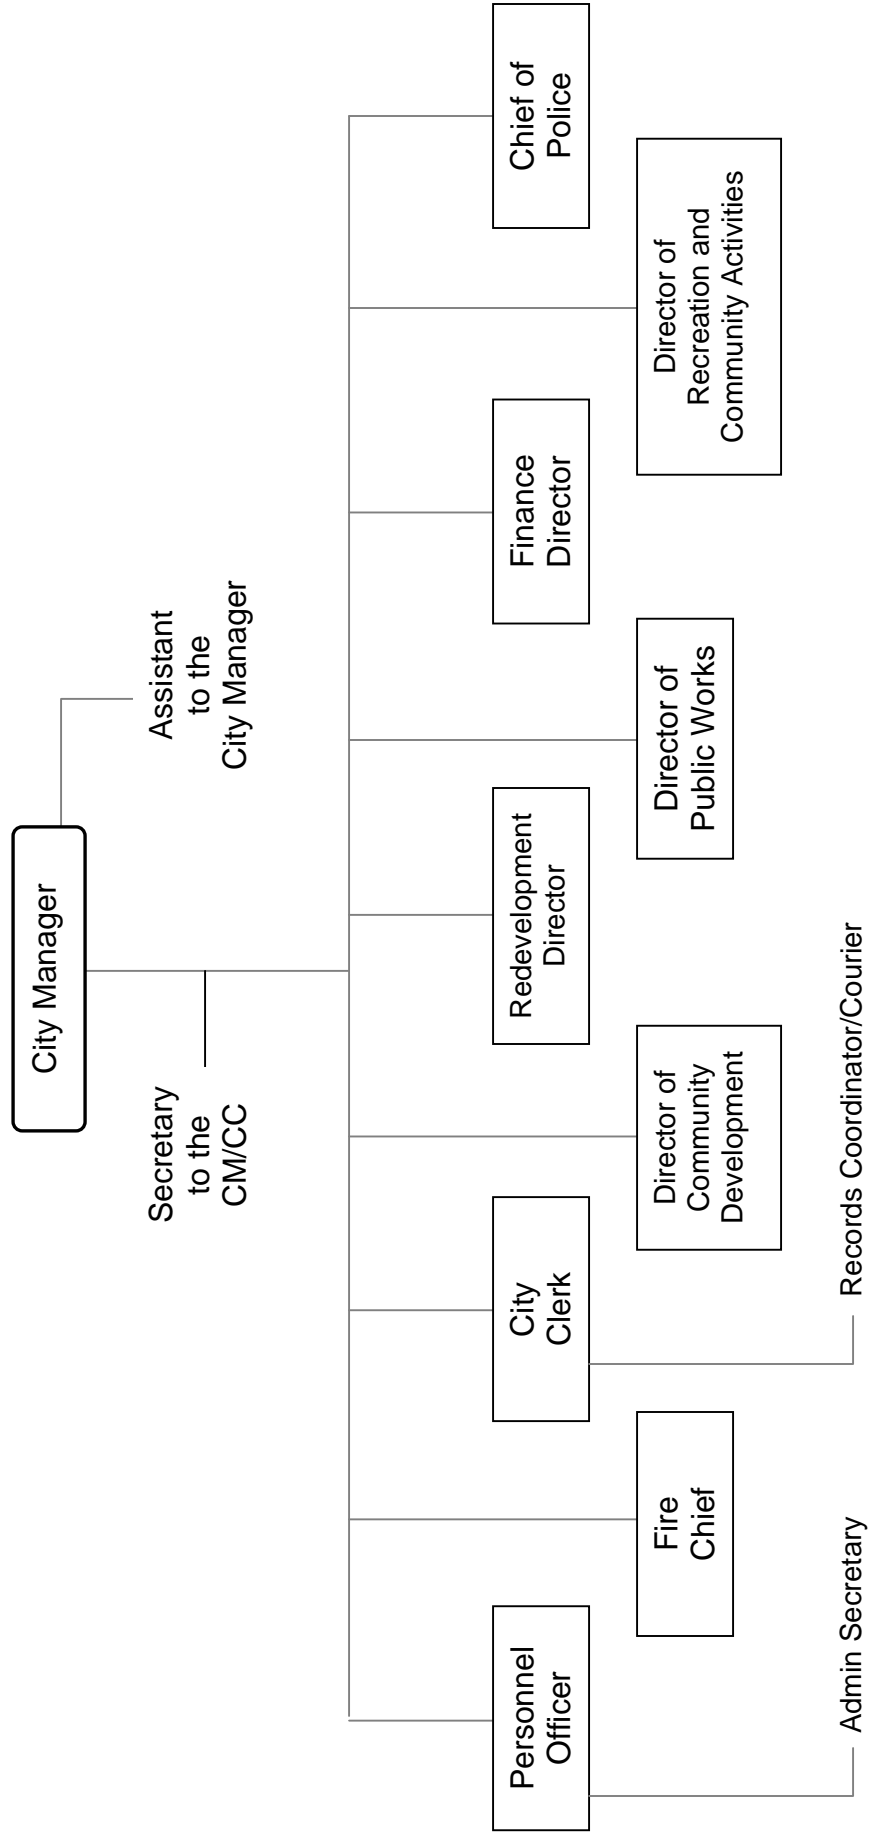 City Manager
Assistant
to the
City Manager
Secretary
to the
CM/CC
Personnel
Officer
Fire
Chief
City
Clerk
Director of
Community
Development
Redevelopment
Director
Director of
Public Works
Finance
Director
Director of
Recreation and
Community Activities
Chief of
Police
Admin Secretary
Records Coordinator/Courier